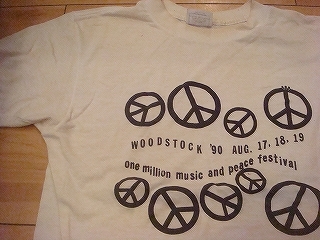 WOODSTOCK '90 AUG. 17, 18, 19
one million music and peace festival